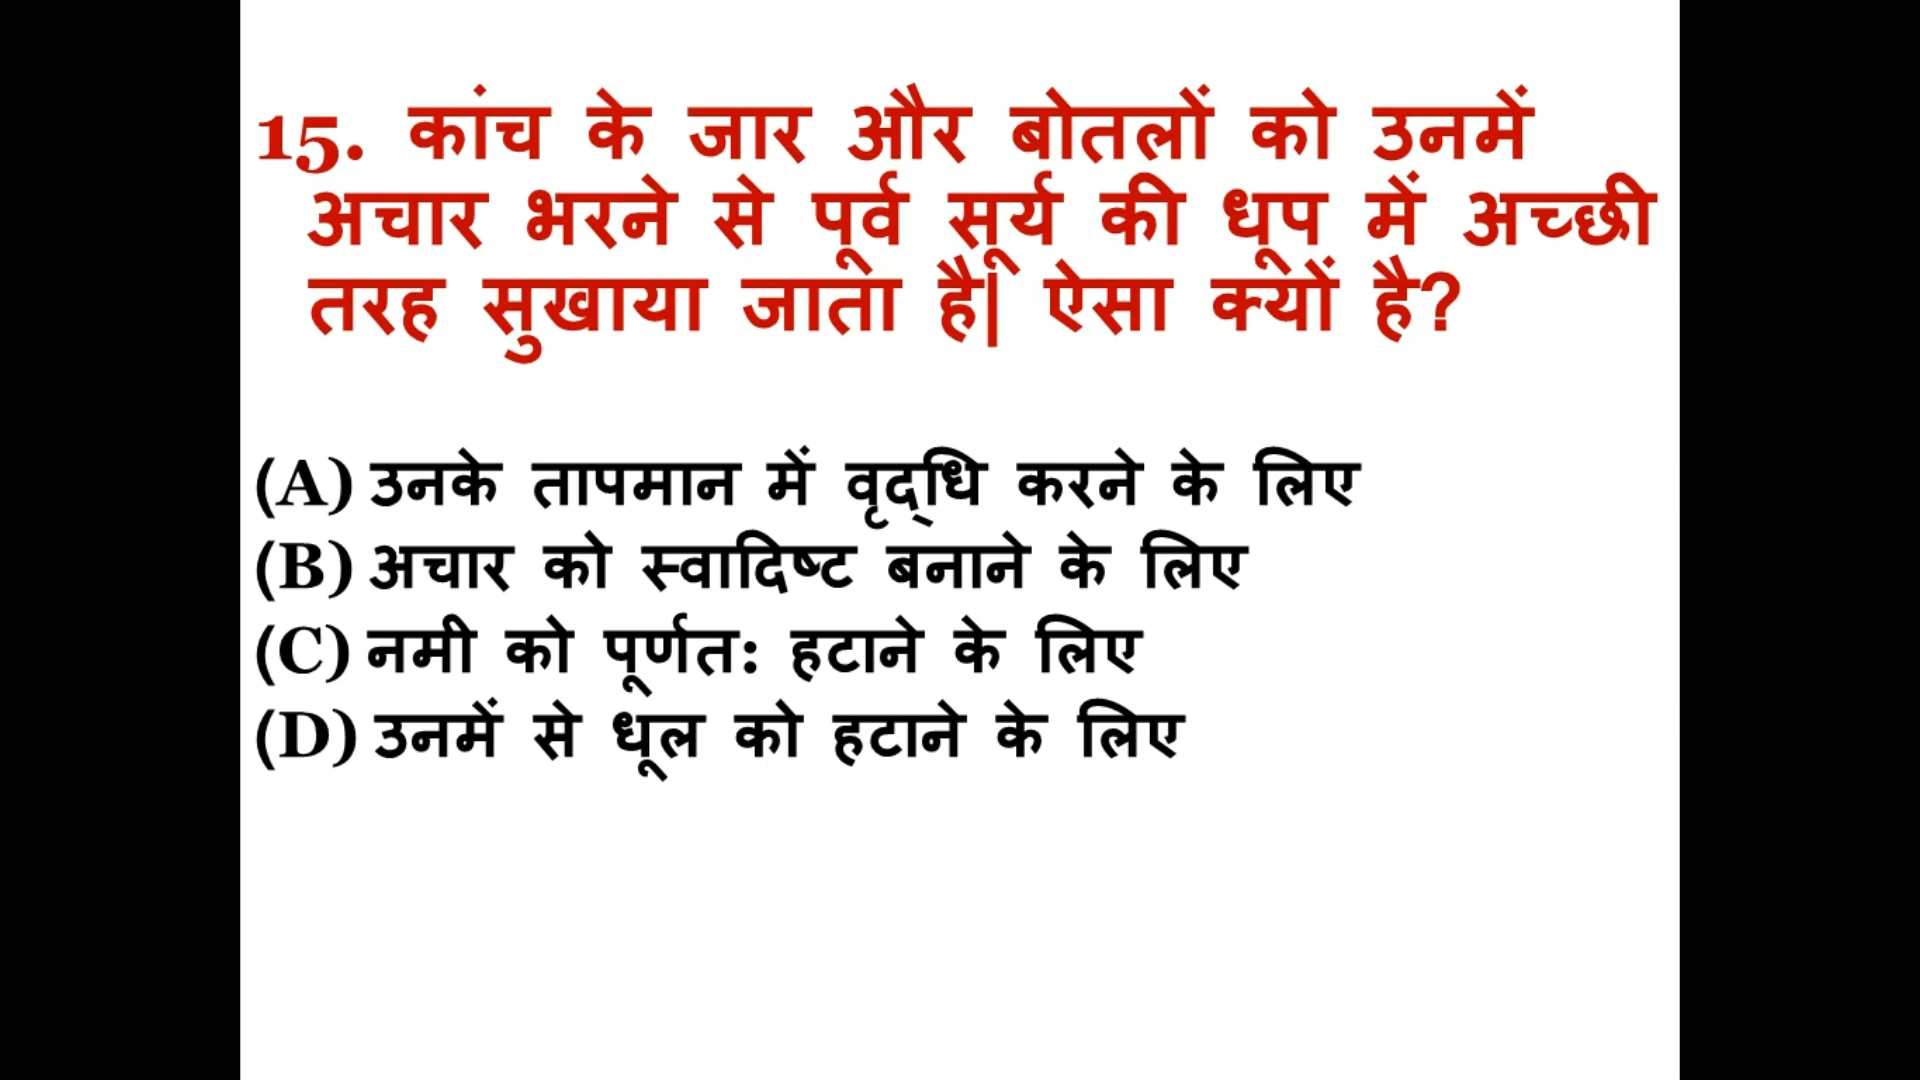 15. कांच के जार और बोतलों को उनमें
अचार भरने से पूर्व सूर्य की धूप में अच्छी
तरह सुखाया जाता है| ऐसा क्यों है?
(A) उनके तापमान में वृद्धि करने के लिए
(B) अचार को स्वादिष्ट बनाने के लिए
(C) नमी को पूर्णत: हटाने के लिए
(D) उनमें से धूल को हटाने के लिए